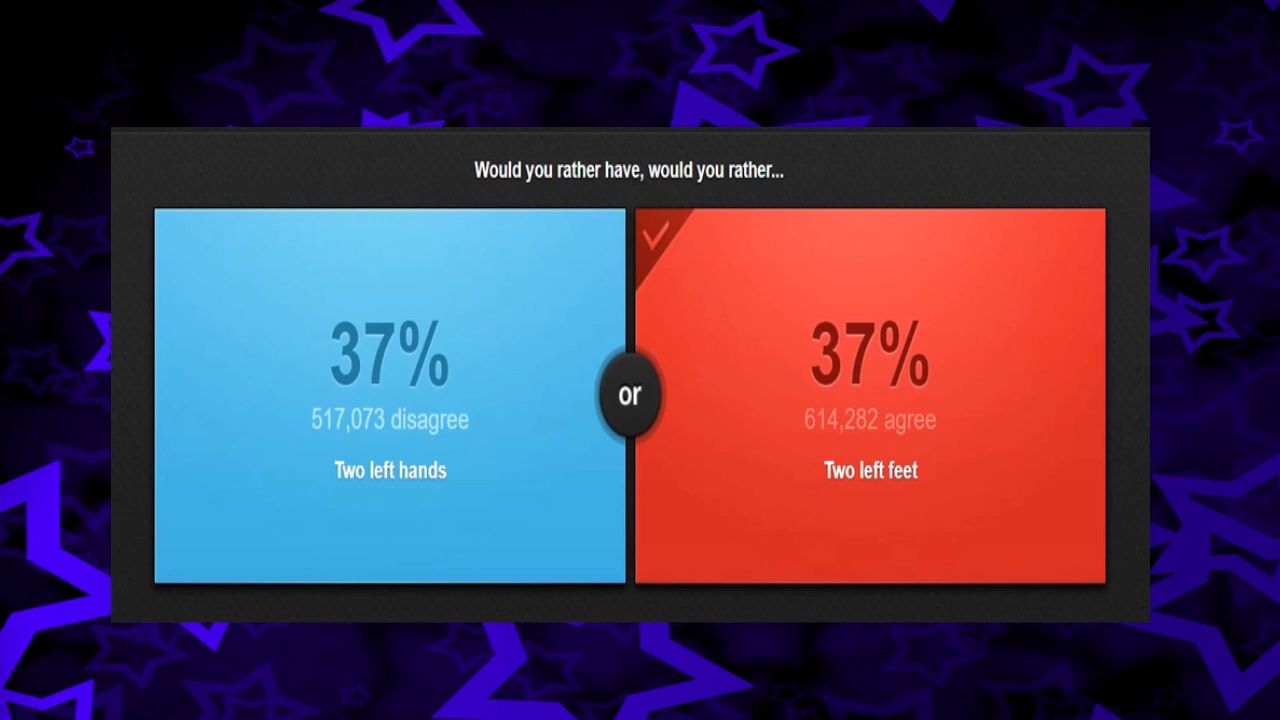 Would you rather have, would you rather...
37%
517,073 disagree
Two left hands
or
37%
614,282 agree
Two left feet